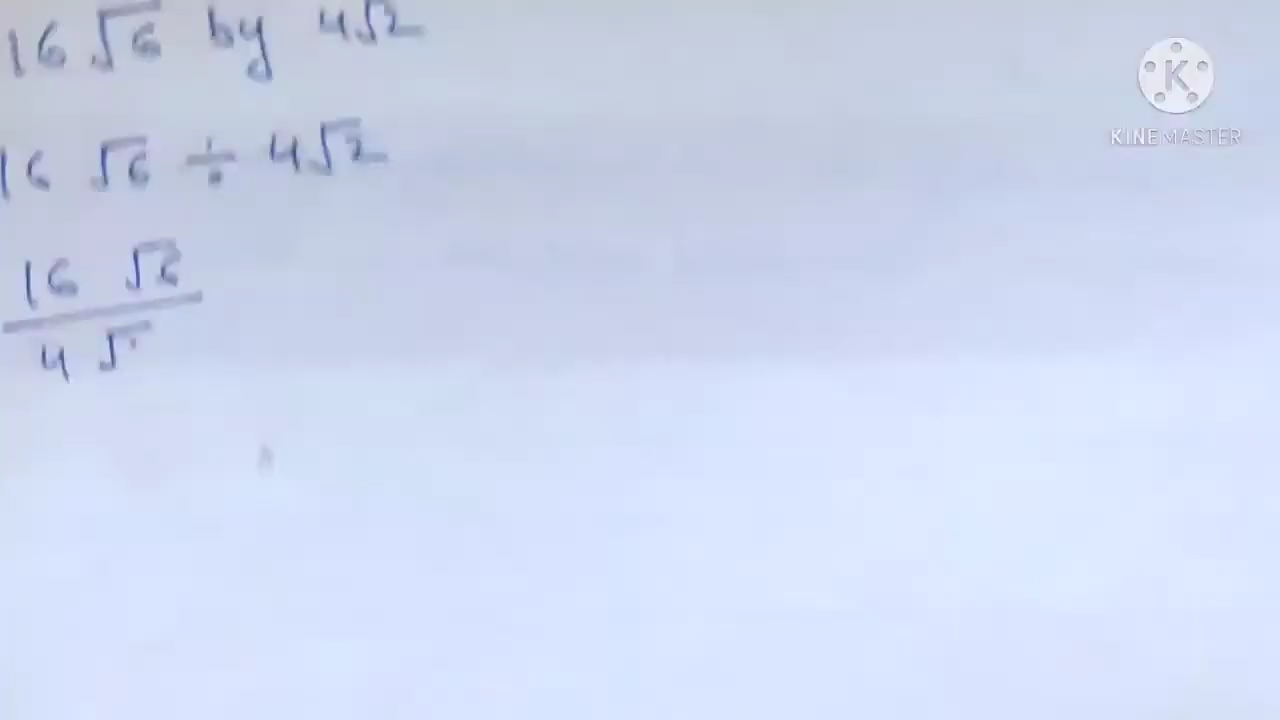 16 √6 by 4√2
16 √6 ÷ 4√2
16 √6
4 √
K
KINEMASTER